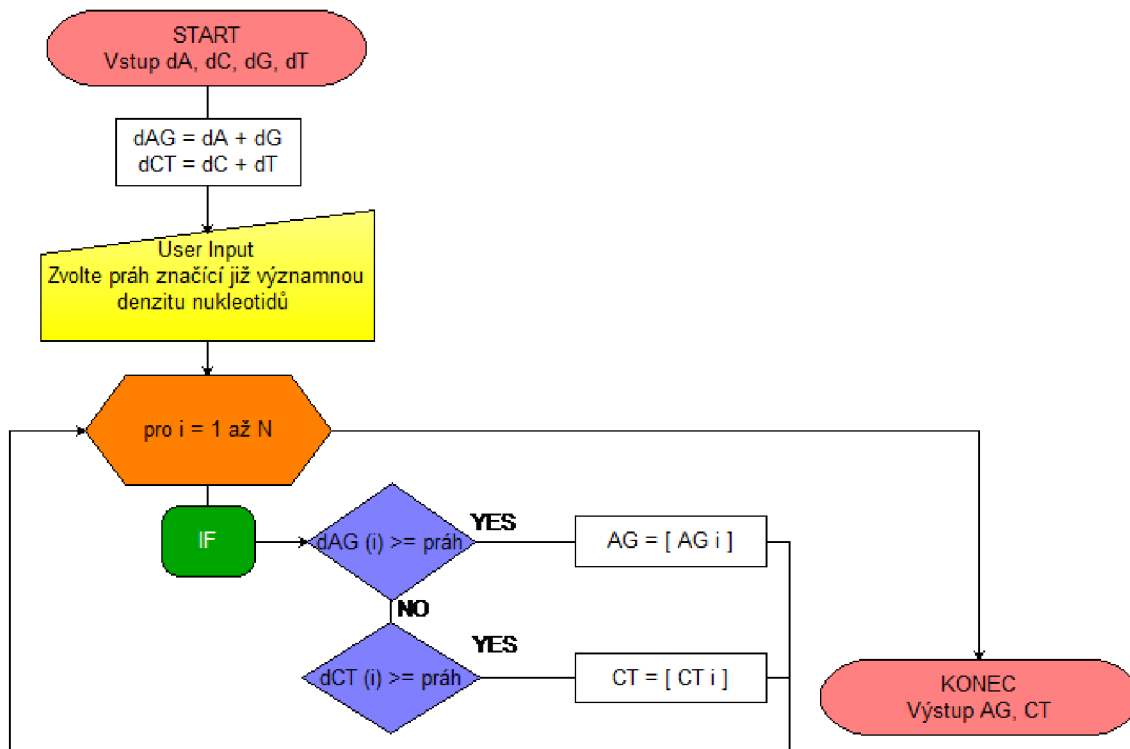 START
Vstup dA, dC, dG, dT
dAG = dA + dG
dCT = dC + dT
User Input
Zvolte práh značící již významnou
denzitu nukleotidů
pro i = 1 až N
IF
dAG (i) >= práh
YES
AG = [ AG i ]
NO
dCT (i) >= práh
YES
CT = [ CT i ]
KONEC
Výstup AG, CT